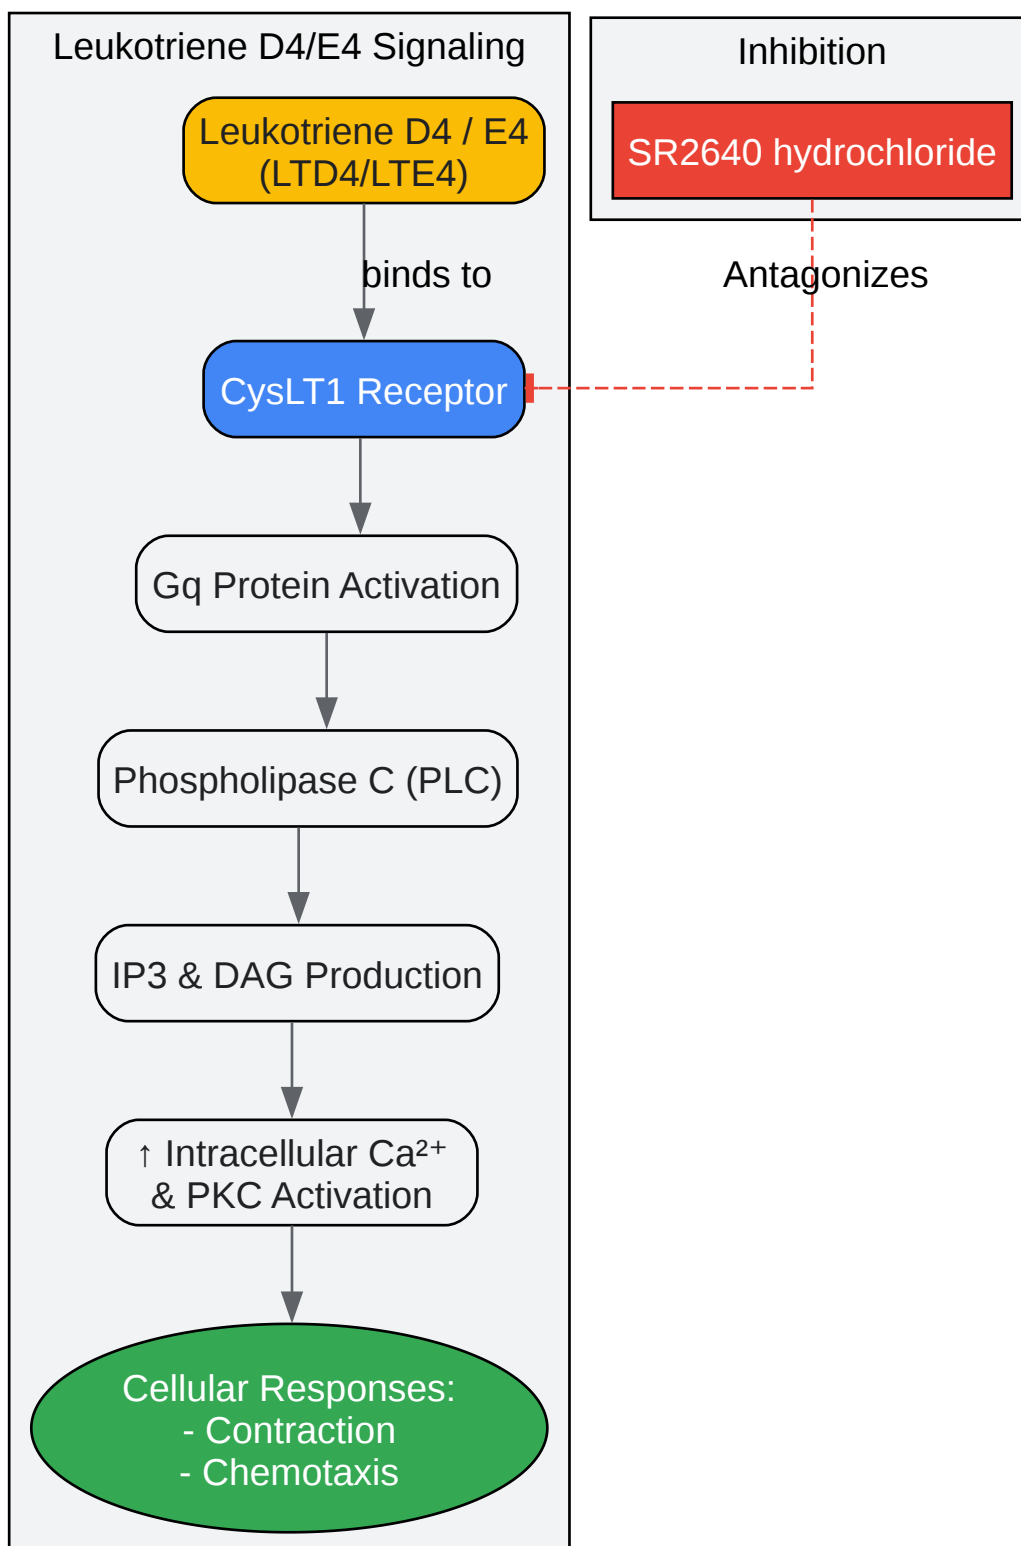 Leukotriene D4/E4 Signaling
Inhibition
Leukotriene D4 / E4
(LTD4/LTE4)
SR2640 hydrochloride
binds to
Antagonizes
CysLT1 Receptor
Gq Protein Activation
Phospholipase C (PLC)
IP3 & DAG Production
↑ Intracellular Ca²⁺
& PKC Activation
Cellular Responses:
- Contraction
- Chemotaxis